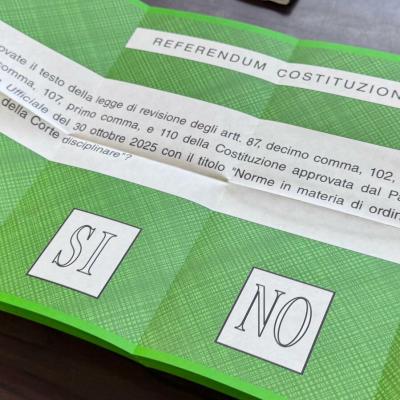 REFERENDUM COSTITUZION
ovate il testo della legge di revisione degli artt. 87, decimo comma, 102,
comma, 107, primo comma, e 110 della Costituzione approvata dal Pa
Ufficiale del 30 ottobre 2025 con il titolo "Norme in materia di ordin
della Corte disciplinare"?
SI
NO